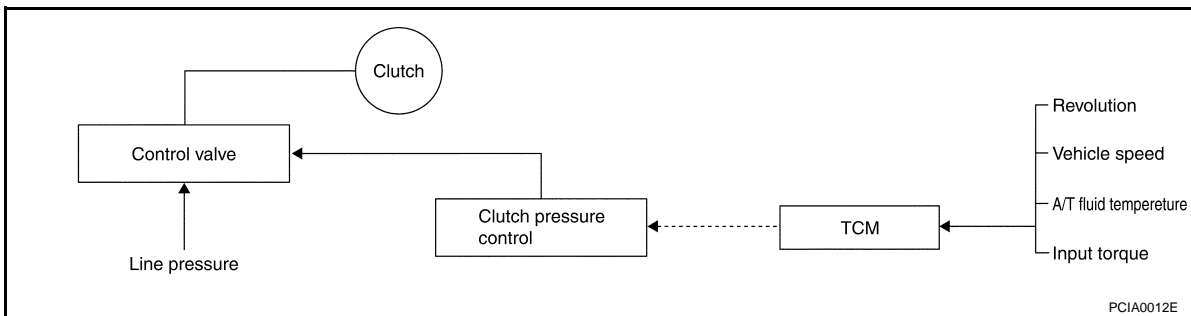 Clutch
Control valve
Line pressure
Clutch pressure
control
TCM
Revolution
Vehicle speed
A/T fluid tempereture
Input torque
PCIA0012E